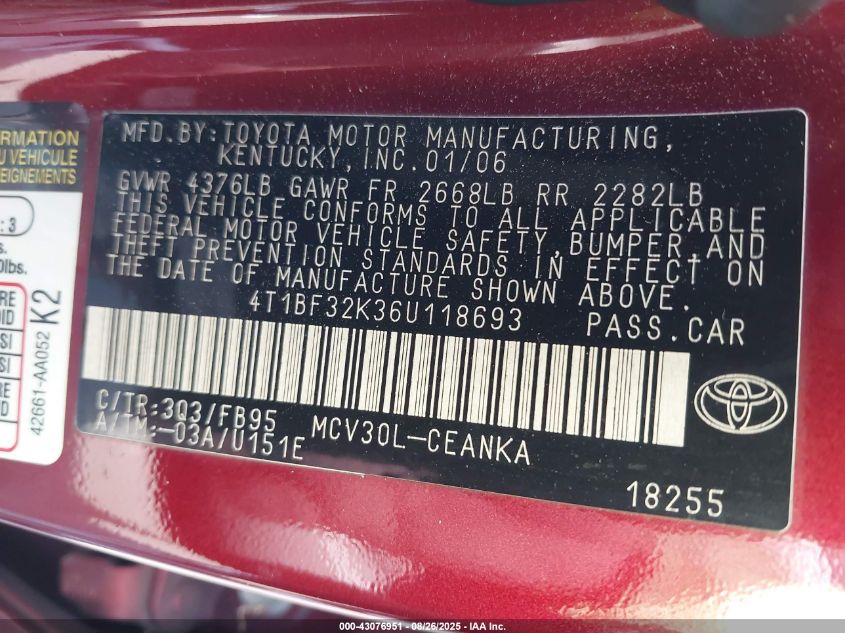 MFD.BY:TOYOTA MOTOR MANUFACTURING,
KENTUCKY,INC.01/06
GVWR 4376LB GAWR FR 2668LB RR 2282LB
THIS VEHICLE CONFORMS TO ALL APPLICABLE
FEDERAL MOTOR VEHICLE SAFETY,BUMPER,AND
THEFT PREVENTION STANDARDS IN EFFECT ON
THE DATE OF MANUFACTURE SHOWN ABOVE.
4T1BF32K36U118693 PASS.CAR
C/TR:3Q3/FB95
A/TM:-03A/U151E
MCV30L-CEANKA
18255
42661-AA052 K2
000-43076951 - 08/26/2025 - IAA Inc.